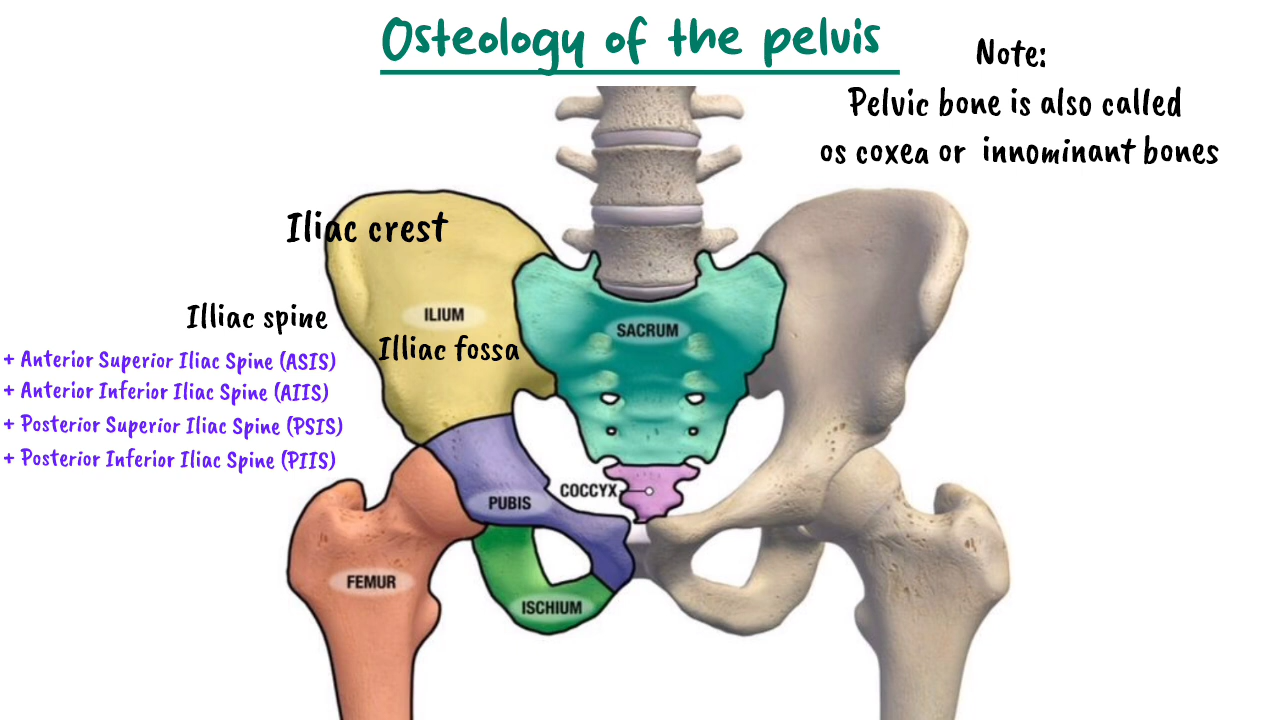 Osteology of the pelvis
Note:
Pelvic bone is also called
os coxea or innominant bones
Iliac crest
Illiac spine
+ Anterior Superior Iliac Spine (ASIS)
+ Anterior Inferior Iliac Spine (AIIS)
+ Posterior Superior Iliac Spine (PSIS)
+ Posterior Inferior Iliac Spine (PIIS)
ILIUM
Illiac fossa
SACRUM
COCCYX
PUBIS
FEMUR
ISCHIUM